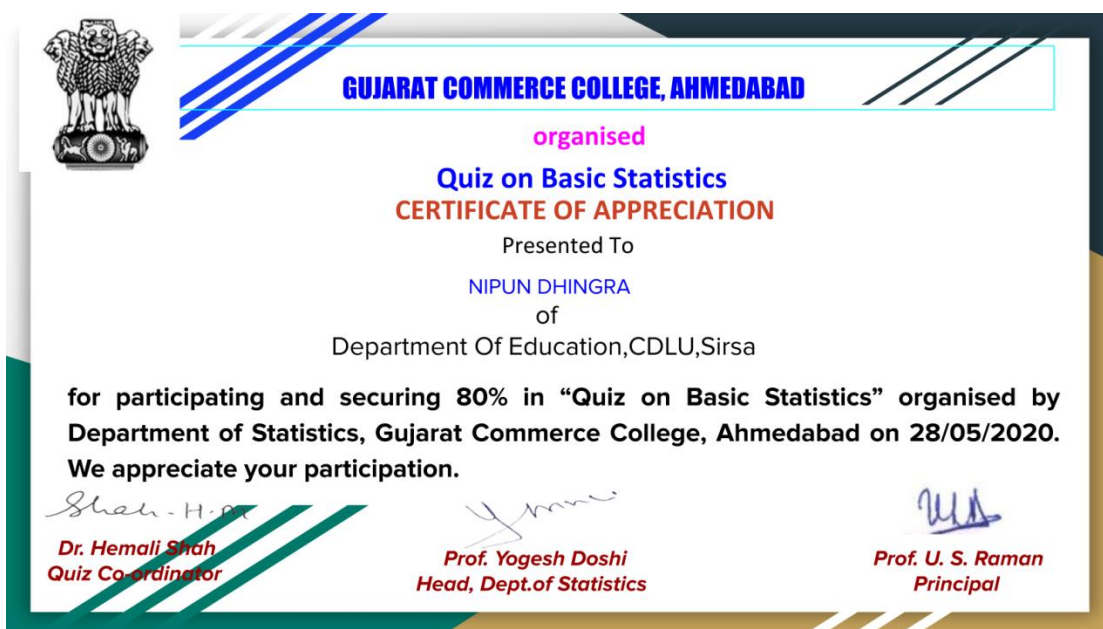 GUJARAT COMMERCE COLLEGE, AHMEDABAD
organised
Quiz on Basic Statistics
CERTIFICATE OF APPRECIATION
Presented To
NIPUN DHINGRA
of
Department Of Education,CDLU,Sirsa
for participating and securing 80% in “Quiz on Basic Statistics” organised by
Department of Statistics, Gujarat Commerce College, Ahmedabad on 28/05/2020.
We appreciate your participation.
Shah-H.M
Dr. Hemali Shah
Quiz Co-ordinator
Prof. Yogesh Doshi
Head, Dept.of Statistics
Prof. U. S. Raman
Principal